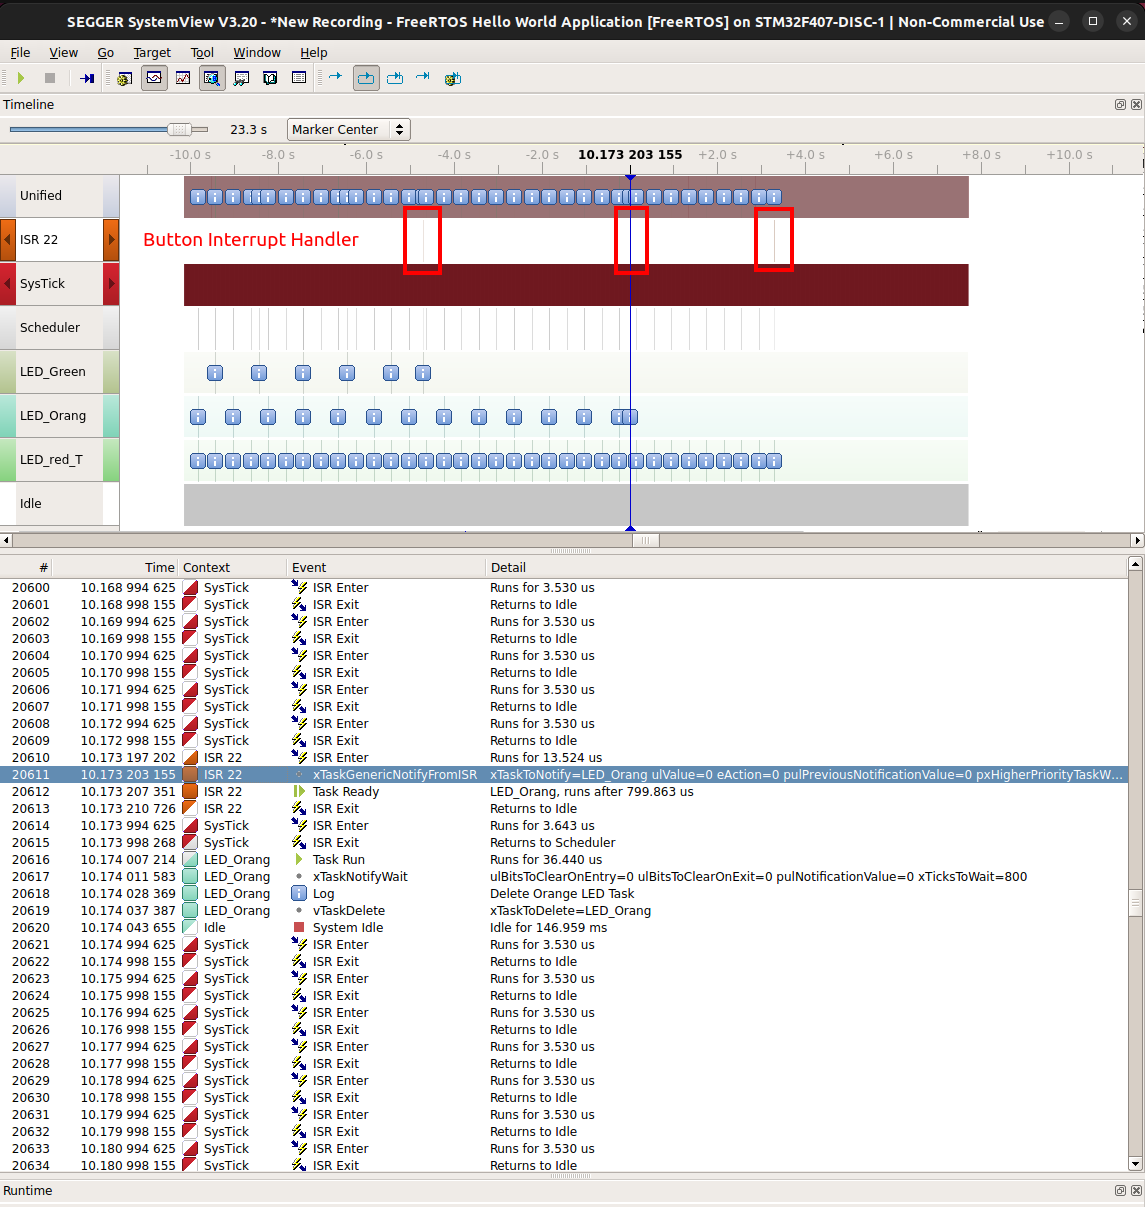 SEGGER SystemView V3.20 - *New Recording - FreeRTOS Hello World Application [FreeRTOS] on STM32F407-DISC-1 | Non-Commercial Use
File View Go Target Tool Window Help
Timeline
23.3 s Marker Center
-10.0 s -8.0 s -6.0 s -4.0 s -2.0 s 10.173 203 155 +2.0 s +4.0 s +6.0 s +8.0 s +10.0 s
Unified
ISR 22 Button Interrupt Handler
SysTick
Scheduler
LED_Green
LED_Orang
LED_red_T
Idle
# Time Context Event Detail
20600 10.168 994 625 SysTick ISR Enter Runs for 3.530 us
20601 10.168 998 155 SysTick ISR Exit Returns to Idle
20602 10.169 994 625 SysTick ISR Enter Runs for 3.530 us
20603 10.169 998 155 SysTick ISR Exit Returns to Idle
20604 10.170 994 625 SysTick ISR Enter Runs for 3.530 us
20605 10.170 998 155 SysTick ISR Exit Returns to Idle
20606 10.171 994 625 SysTick ISR Enter Runs for 3.530 us
20607 10.171 998 155 SysTick ISR Exit Returns to Idle
20608 10.172 994 625 SysTick ISR Enter Runs for 3.530 us
20609 10.172 998 155 SysTick ISR Exit Returns to Idle
20610 10.173 197 202 ISR 22 ISR Enter Runs for 13.524 us
20611 10.173 203 155 ISR 22 xTaskGenericNotifyFromISR xTaskToNotify=LED_Orang ulValue=0 eAction=0 pulPreviousNotificationValue=0 pxHigherPriorityTaskW...
20612 10.173 207 351 ISR 22 Task Ready LED_Orang, runs after 799.863 us
20613 10.173 210 726 ISR 22 ISR Exit Returns to Idle
20614 10.173 994 625 SysTick ISR Enter Runs for 3.643 us
20615 10.173 998 268 SysTick ISR Exit Returns to Scheduler
20616 10.174 007 214 LED_Orang Task Run Runs for 36.440 us
20617 10.174 011 583 LED_Orang xTaskNotifyWait ulBitsToClearOnEntry=0 ulBitsToClearOnExit=0 pulNotificationValue=0 xTicksToWait=800
20618 10.174 028 369 LED_Orang Log Delete Orange LED Task
20619 10.174 037 387 LED_Orang vTaskDelete xTaskToDelete=LED_Orang
20620 10.174 043 655 Idle System Idle Idle for 146.959 ms
20621 10.174 994 625 SysTick ISR Enter Runs for 3.530 us
20622 10.174 998 155 SysTick ISR Exit Returns to Idle
20623 10.175 994 625 SysTick ISR Enter Runs for 3.530 us
20624 10.175 998 155 SysTick ISR Exit Returns to Idle
20625 10.176 994 625 SysTick ISR Enter Runs for 3.530 us
20626 10.176 998 155 SysTick ISR Exit Returns to Idle
20627 10.177 994 625 SysTick ISR Enter Runs for 3.530 us
20628 10.177 998 155 SysTick ISR Exit Returns to Idle
20629 10.178 994 625 SysTick ISR Enter Runs for 3.530 us
20630 10.178 998 155 SysTick ISR Exit Returns to Idle
20631 10.179 994 625 SysTick ISR Enter Runs for 3.530 us
20632 10.179 998 155 SysTick ISR Exit Returns to Idle
20633 10.180 994 625 SysTick ISR Enter Runs for 3.530 us
20634 10.180 998 155 SysTick ISR Exit Returns to Idle
Runtime